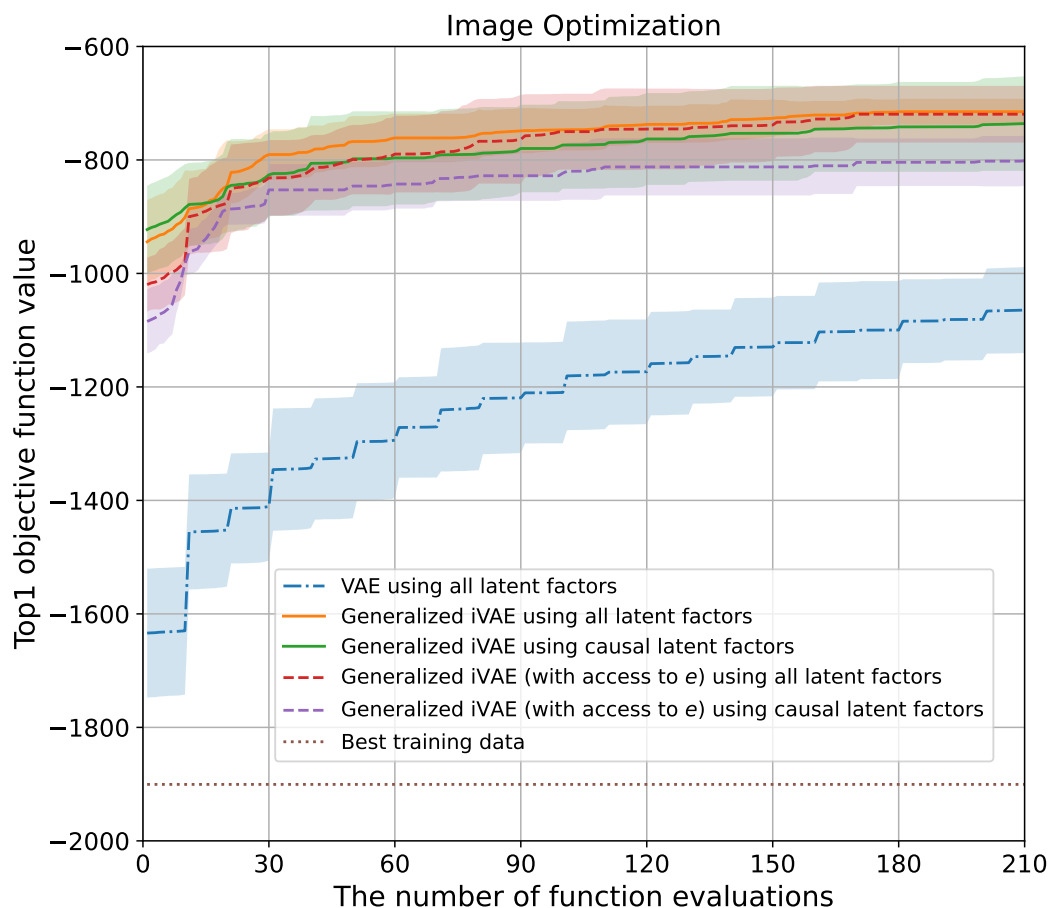 Image Optimization
Top1 objective function value
−600
−800
−1000
−1200
−1400
−1600
−1800
−2000
VAE using all latent factors
Generalized iVAE using all latent factors
Generalized iVAE using causal latent factors
Generalized iVAE (with access to e) using all latent factors
Generalized iVAE (with access to e) using causal latent factors
Best training data
0 30 60 90 120 150 180 210
The number of function evaluations